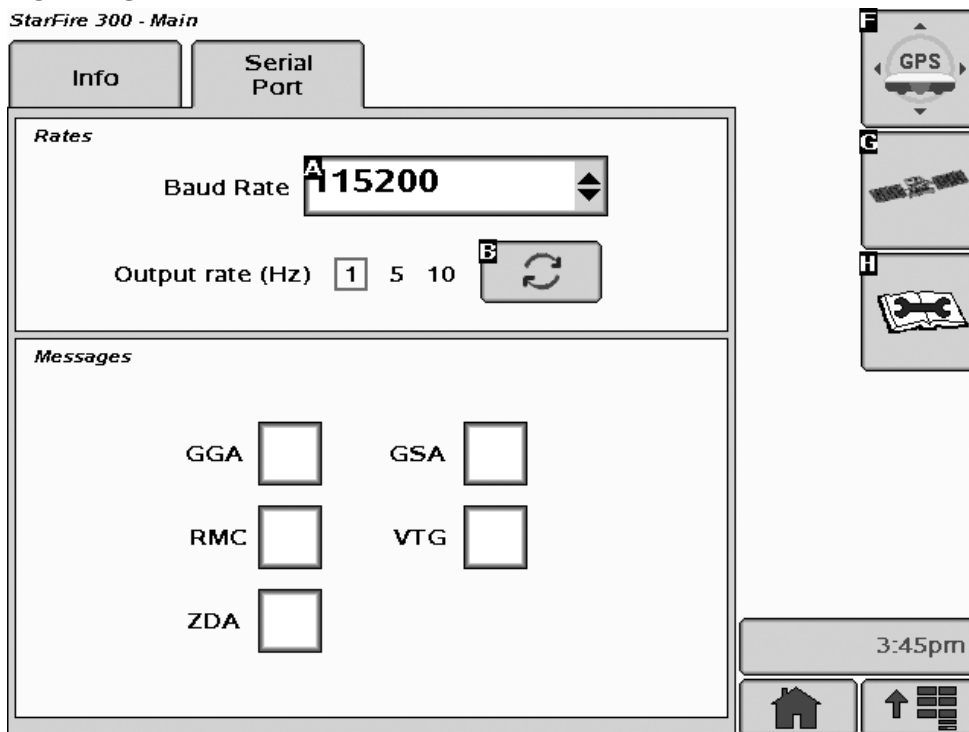 StarFire 300 - Main
F
GPS
Info
Serial
Port
Rates
G
A
Baud Rate 115200
B
H
Output rate (Hz) 1 5 10
Messages
GGA
GSA
RMC
VTG
ZDA
3:45pm